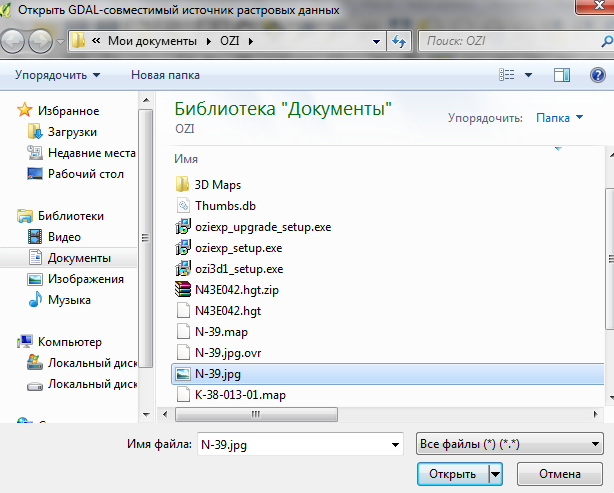 Открыть GDAL-совместимый источник растровых данных
Мои документы OZI
Поиск: OZI
Упорядочить Новая папка
Избранное
Загрузки
Недавние места
Рабочий стол
Библиотеки
Видео
Документы
Изображения
Музыка
Компьютер
Локальный диск
Локальный диск
Библиотека "Документы"
OZI
Упорядочить: Папка
Имя
3D Maps
Thumbs.db
oziexp_upgrade_setup.exe
oziexp_setup.exe
ozi3d1_setup.exe
N43E042.hgt.zip
N43E042.hgt
N-39.map
N-39.jpg.ovr
N-39.jpg
K-38-013-01.map
Имя файла: N-39.jpg
Все файлы (*) (*.*)
Открыть Отмена